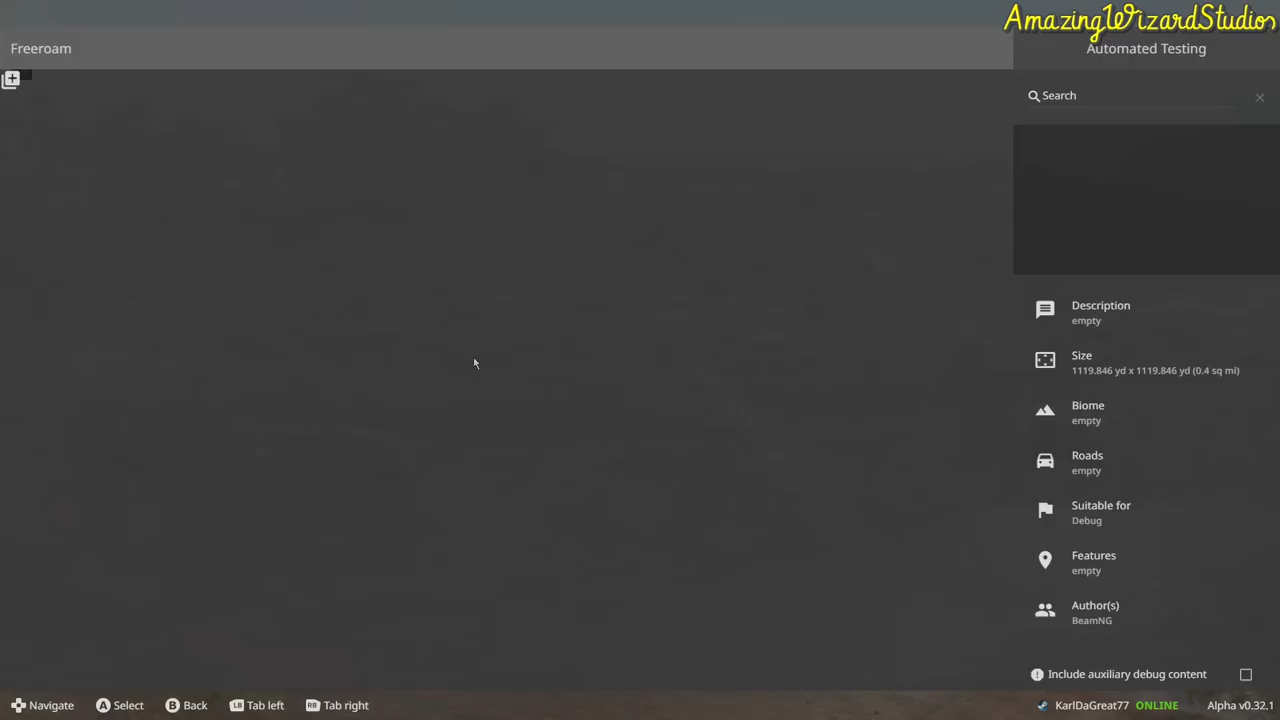 AmazingWizardStudios
Freeroam
Automated Testing
Search
Description
empty
Size
1119.846 yd x 1119.846 yd (0.4 sq mi)
Biome
empty
Roads
empty
Suitable for
Debug
Features
empty
Author(s)
BeamNG
Include auxiliary debug content
Navigate A Select B Back LB Tab left RB Tab right KarlDaGreat77 ONLINE Alpha v0.32.1